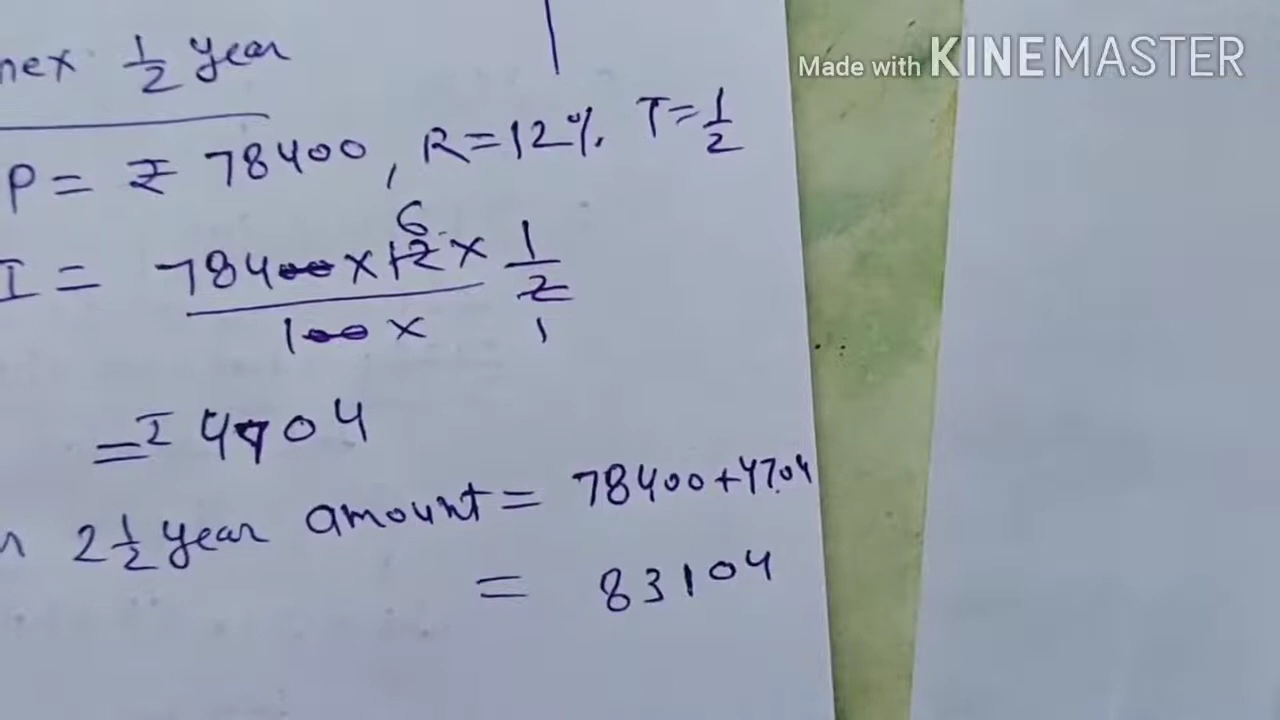 Made with KINEMASTER
nex 1/2 year
P = ₹ 78400, R = 12%. T = 1/2
I = 78400 x 12 x 1/2
6
100 x 1
= I 4704
2 1/2 year amount = 78400 + 4704
= 83104